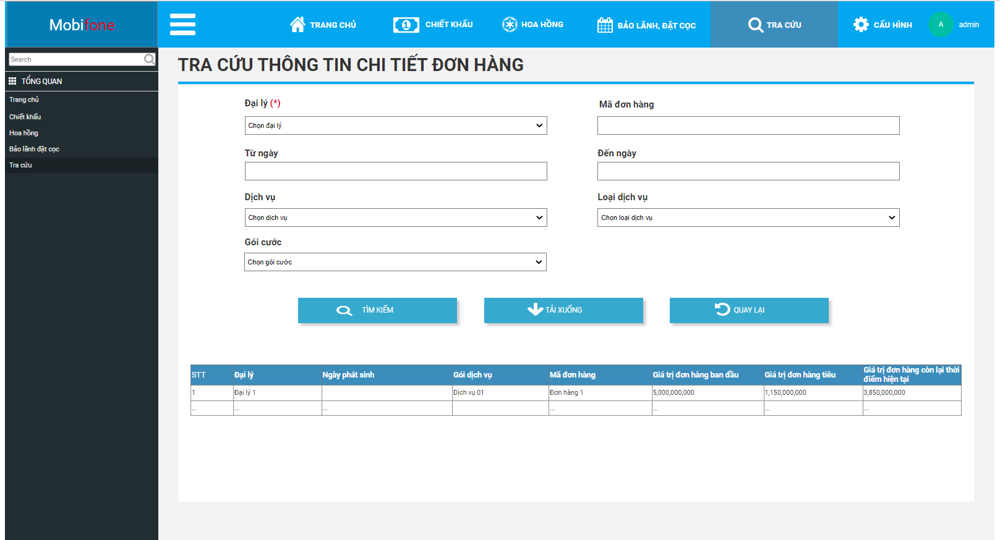 Mobifone
TRANG CHỦ
CHIẾT KHẤU
HOA HỒNG
BẢO LÃNH, ĐẶT CỌC
TRA CỨU
CẤU HÌNH
A
admin
Search
TỔNG QUAN
Trang chủ
Chiết khấu
Hoa hồng
Bảo lãnh đặt cọc
Tra cứu
TRA CỨU THÔNG TIN CHI TIẾT ĐƠN HÀNG
Đại lý (*)
Mã đơn hàng
Chọn đại lý
Từ ngày
Đến ngày
Dịch vụ
Loại dịch vụ
Chọn dịch vụ
Chọn loại dịch vụ
Gói cước
Chọn gói cước
TÌM KIẾM
TẢI XUỐNG
QUAY LẠI
STT
Đại lý
Ngày phát sinh
Gói dịch vụ
Mã đơn hàng
Giá trị đơn hàng ban đầu
Giá trị đơn hàng tiêu
Giá trị đơn hàng còn lại thời
điểm hiện tại
1
Đại lý 1
Dịch vụ 01
Đơn hàng 1
5,000,000,000
1,150,000,000
3,850,000,000
...
...
...
...
...
...
...